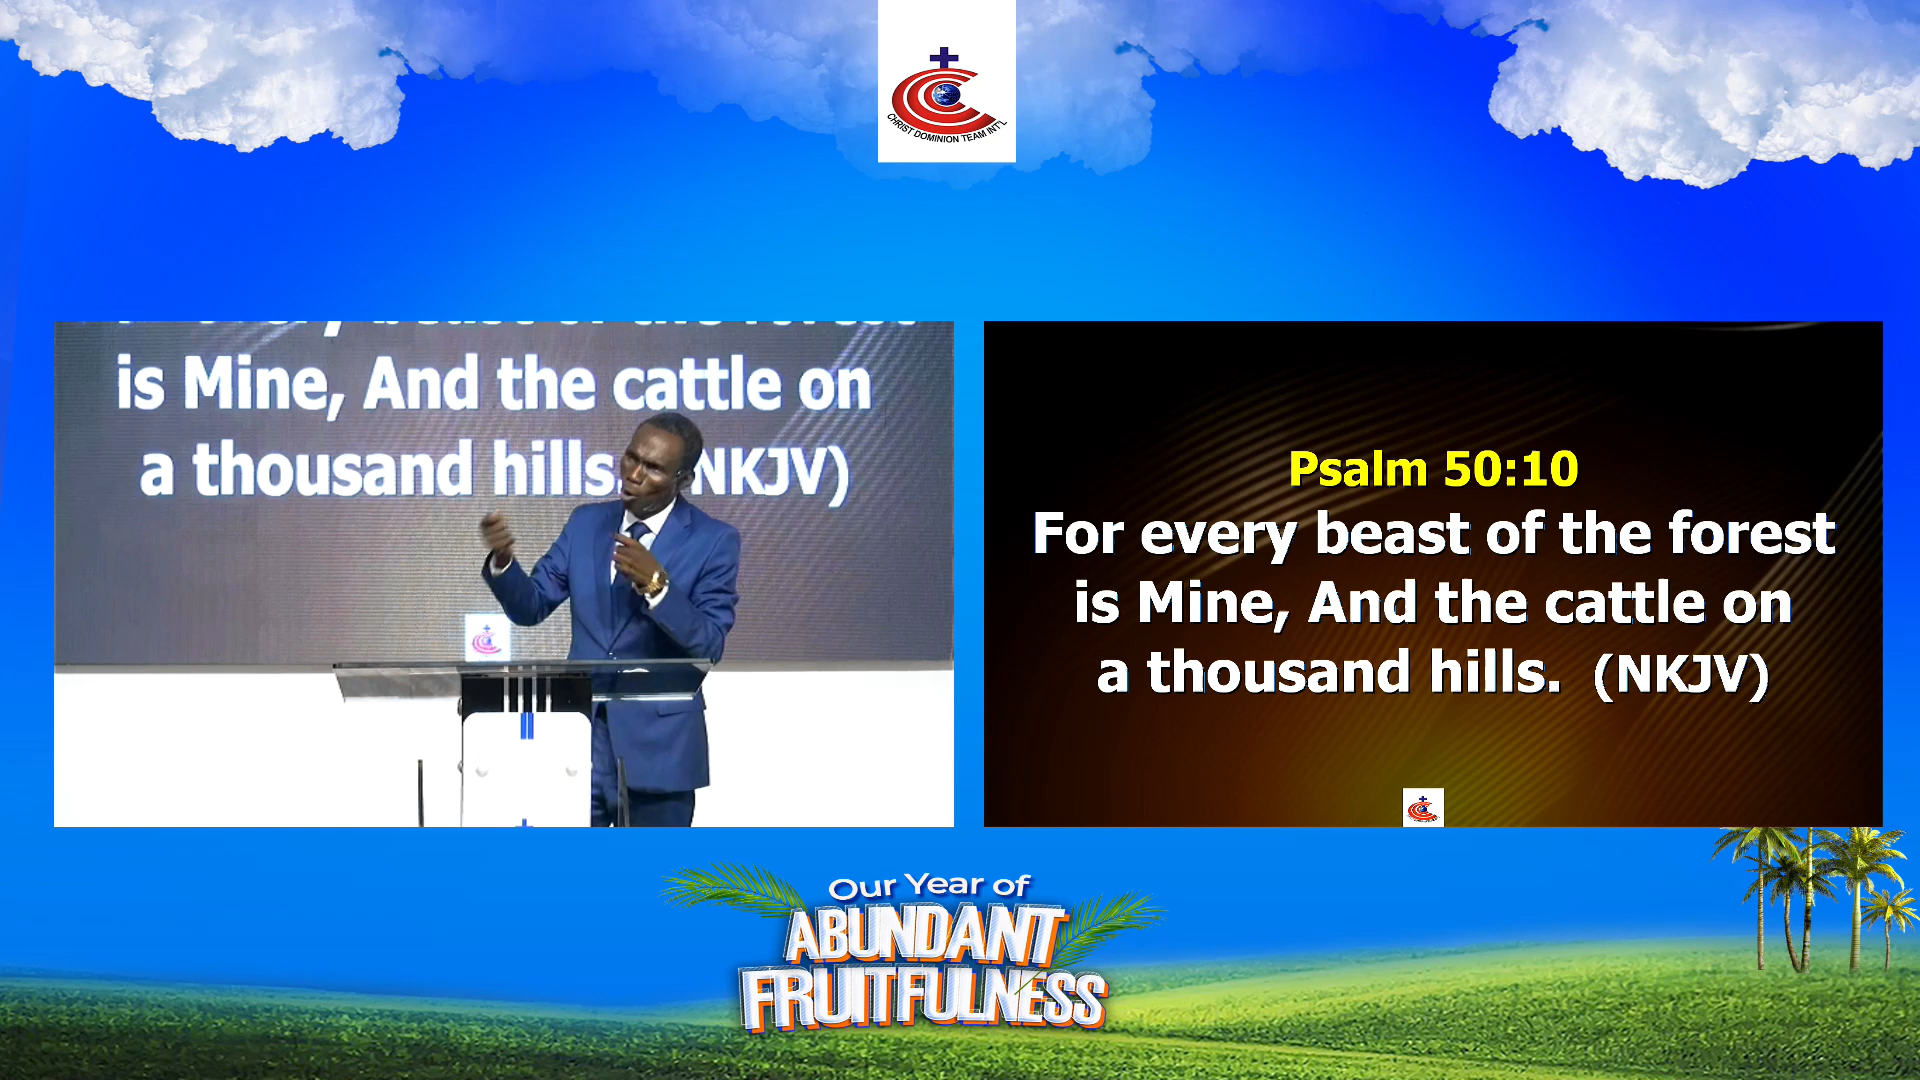 CHRIST DOMINION TEAM INT'L
is Mine, And the cattle on
a thousand hills. NKJV)
Psalm 50:10
For every beast of the forest
is Mine, And the cattle on
a thousand hills. (NKJV)
Our Year of
ABUNDANT
FRUITFULNESS